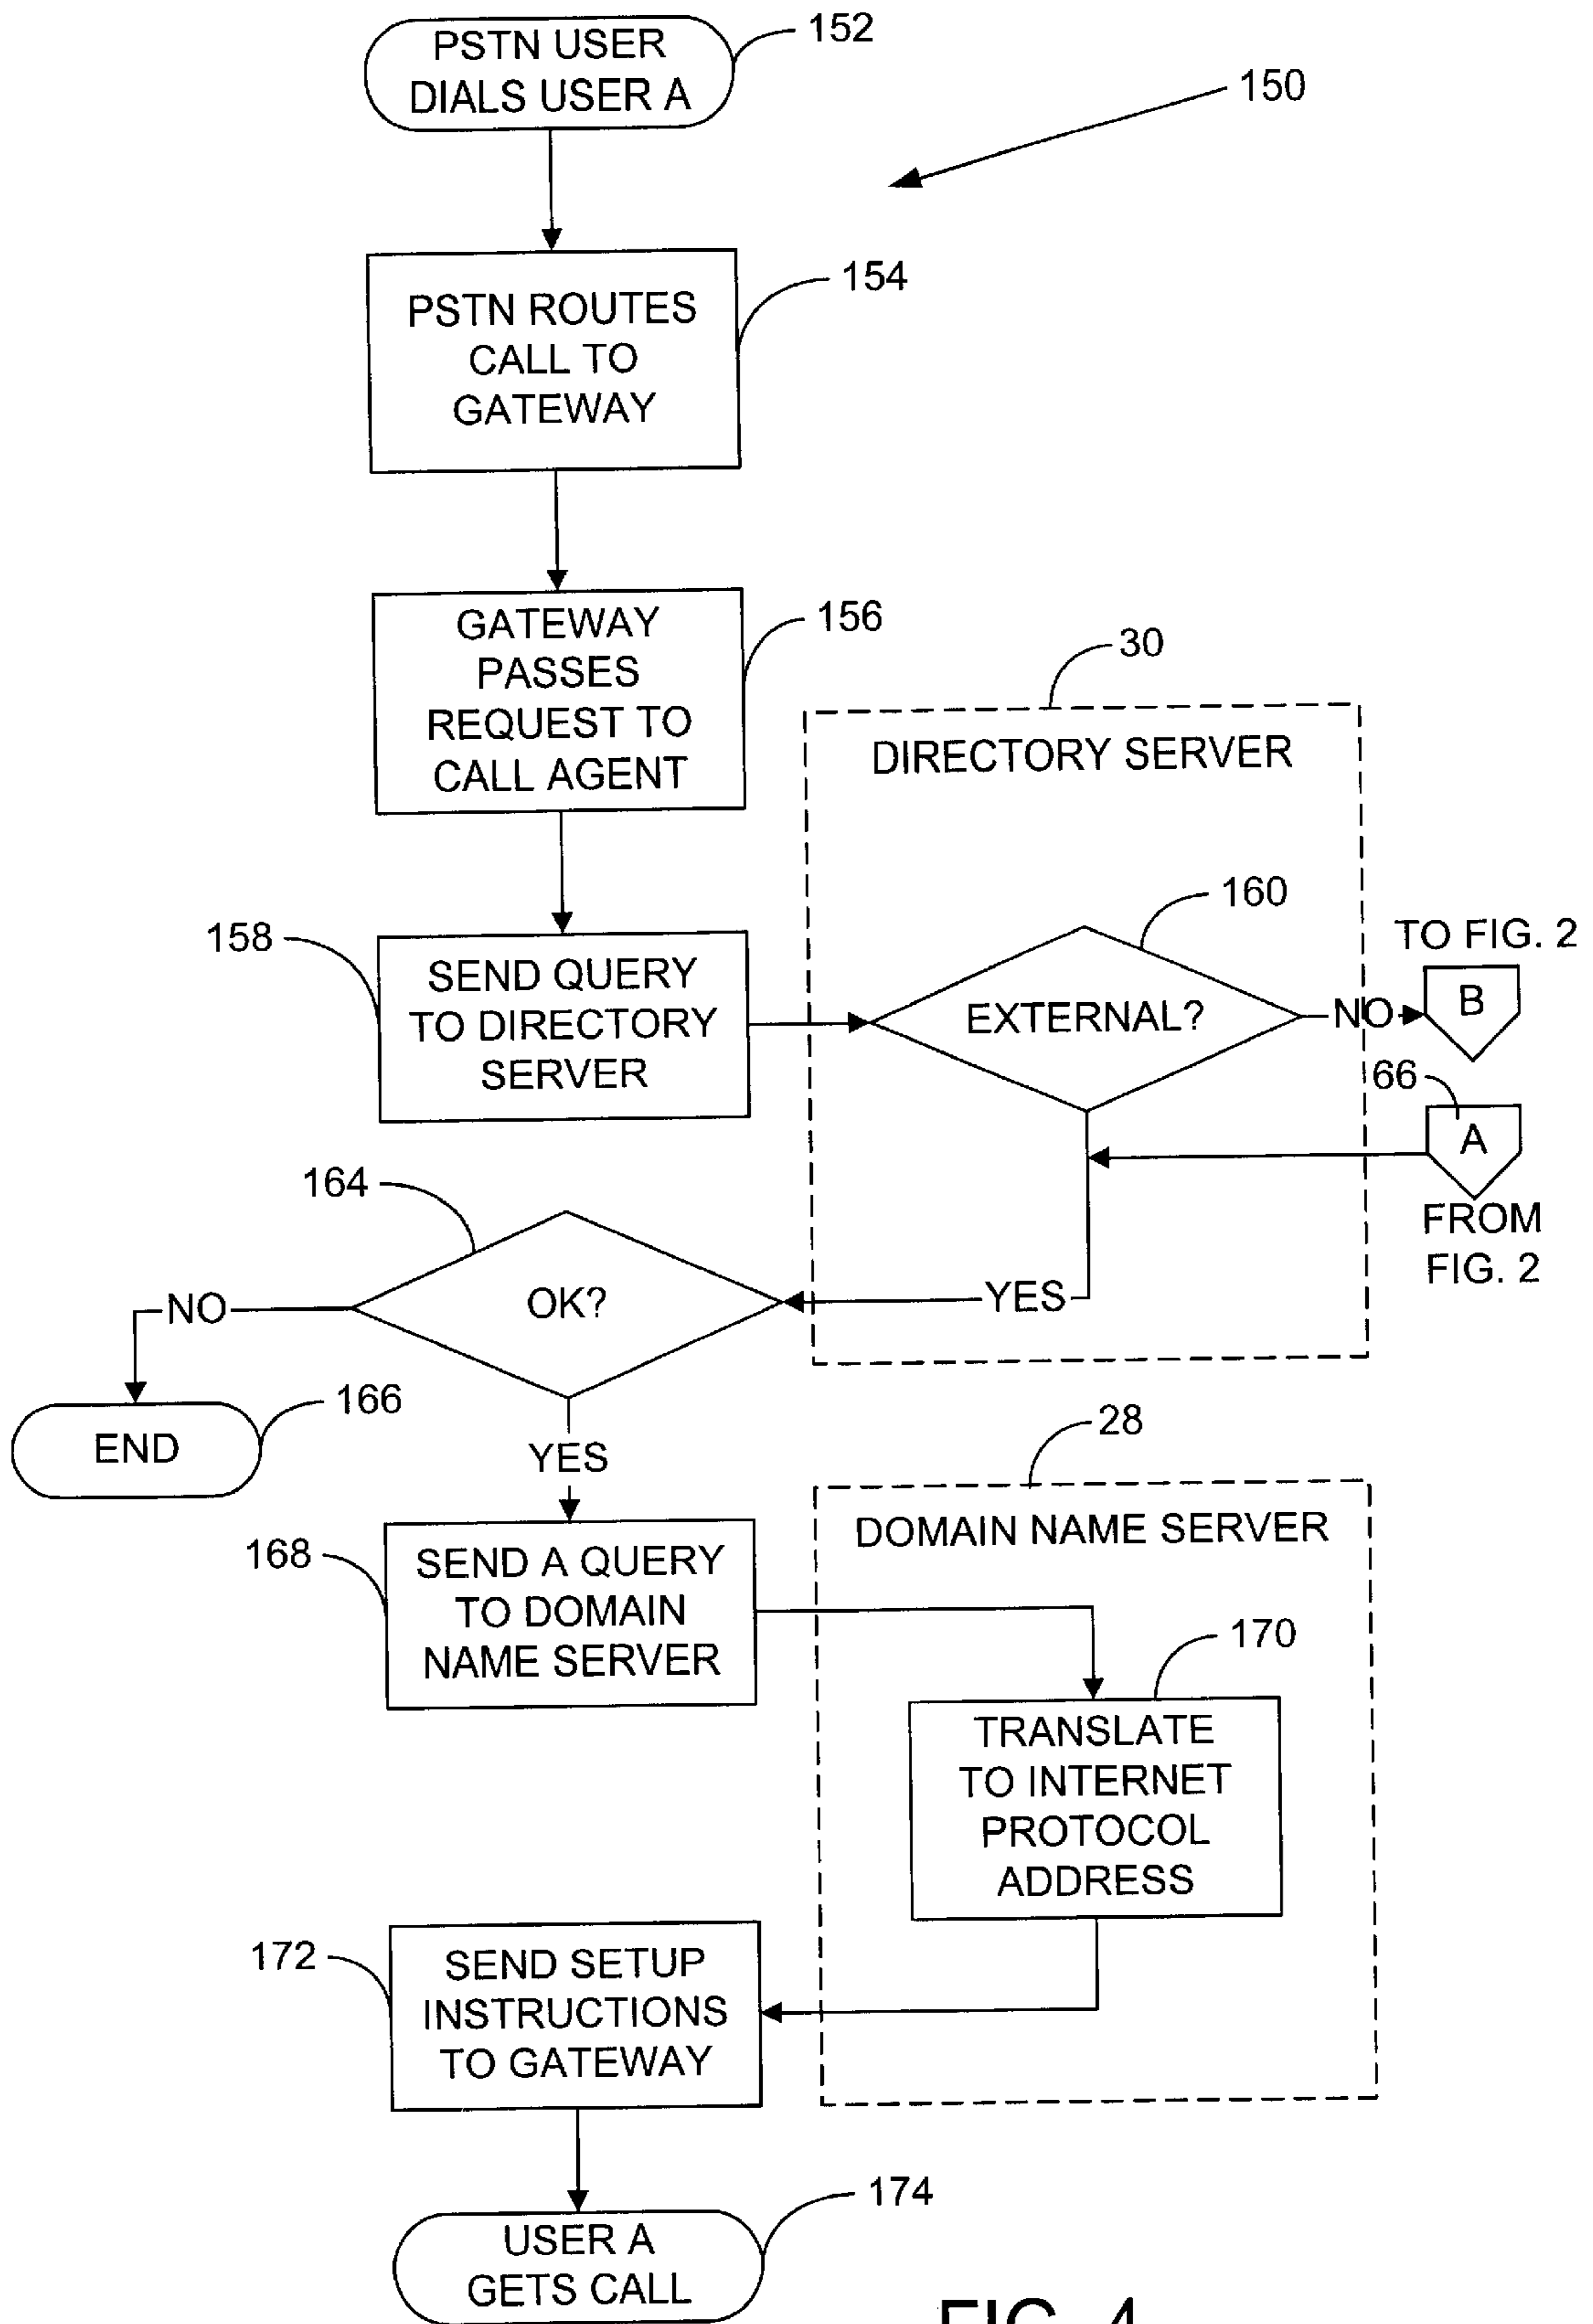 PSTN USER
DIALS USER A
152
150
PSTN ROUTES
CALL TO
GATEWAY
154
GATEWAY
PASSES
REQUEST TO
CALL AGENT
156
30
DIRECTORY SERVER
158
SEND QUERY
TO DIRECTORY
SERVER
160
EXTERNAL?
NO
TO FIG. 2
B
66
A
FROM
FIG. 2
YES
164
OK?
NO
166
END
YES
28
DOMAIN NAME SERVER
168
SEND A QUERY
TO DOMAIN
NAME SERVER
170
TRANSLATE
TO INTERNET
PROTOCOL
ADDRESS
172
SEND SETUP
INSTRUCTIONS
TO GATEWAY
174
USER A
GETS CALL
FIG. 4